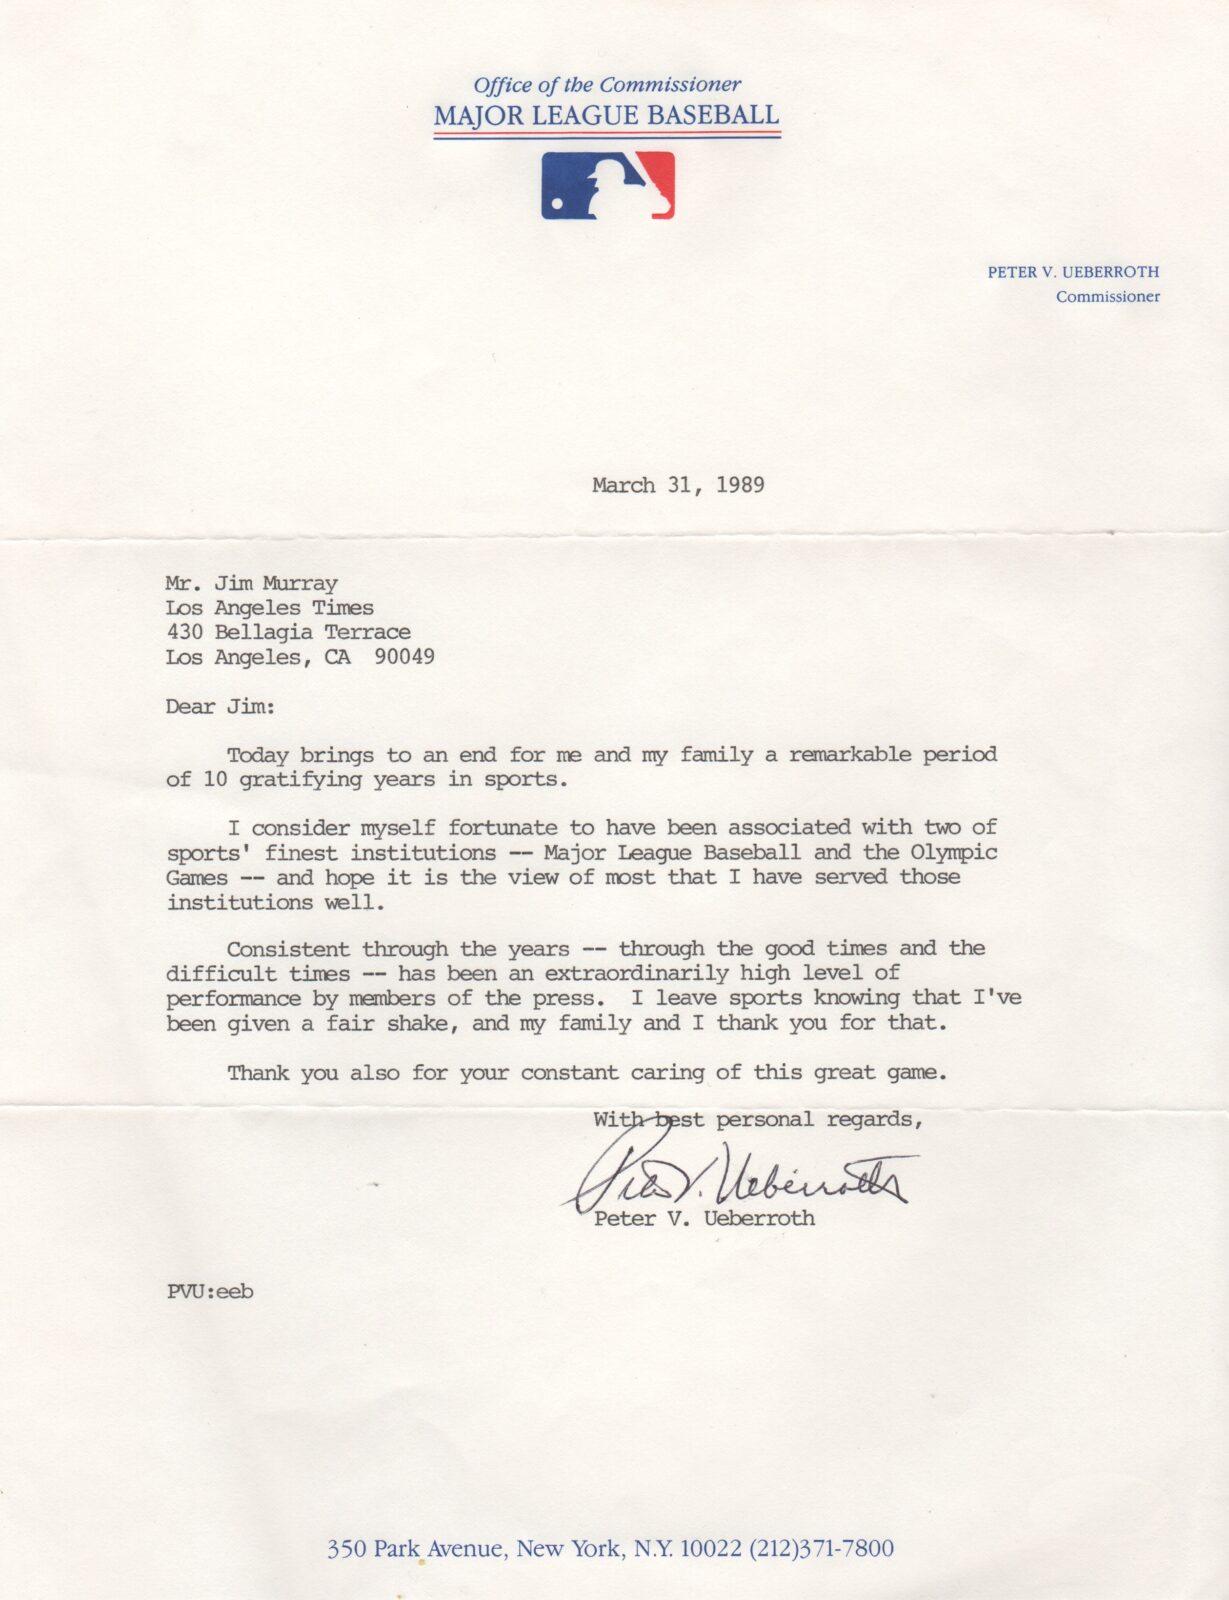 Office of the Commissioner
MAJOR LEAGUE BASEBALL
PETER V. UEBERROTH
Commissioner
March 31, 1989
Mr. Jim Murray
Los Angeles Times
430 Bellagia Terrace
Los Angeles, CA  90049
Dear Jim:
Today brings to an end for me and my family a remarkable period
of 10 gratifying years in sports.
I consider myself fortunate to have been associated with two of
sports' finest institutions -- Major League Baseball and the Olympic
Games -- and hope it is the view of most that I have served those
institutions well.
Consistent through the years -- through the good times and the
difficult times -- has been an extraordinarily high level of
performance by members of the press.  I leave sports knowing that I've
been given a fair shake, and my family and I thank you for that.
Thank you also for your constant caring of this great game.
With best personal regards,
Peter V. Ueberroth
Peter V. Ueberroth
PVU:eeb
350 Park Avenue, New York, N.Y. 10022 (212)371-7800